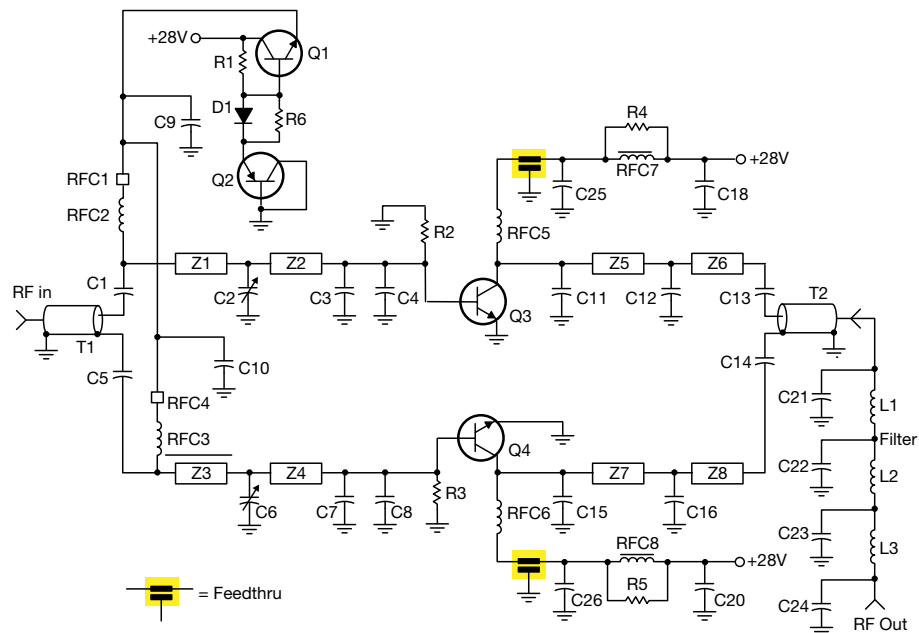 +28V
Q1
R1
D1
R6
C9
Q2
R4
+28V
RFC7
C25
C18
RFC1
RFC2
R2
RFC5
Z1
Z2
Z5
Z6
C1
C2
C3
C4
Q3
C11
C12
C13
T2
RF in
T1
C5
C10
C14
RFC4
C21
L1
RFC3
Q4
Filter
Z3
Z4
Z7
Z8
C22
L2
C6
C7
C8
R3
RFC6
C15
C16
C23
RFC8
+28V
L3
= Feedthru
C26
R5
C20
C24
RF Out